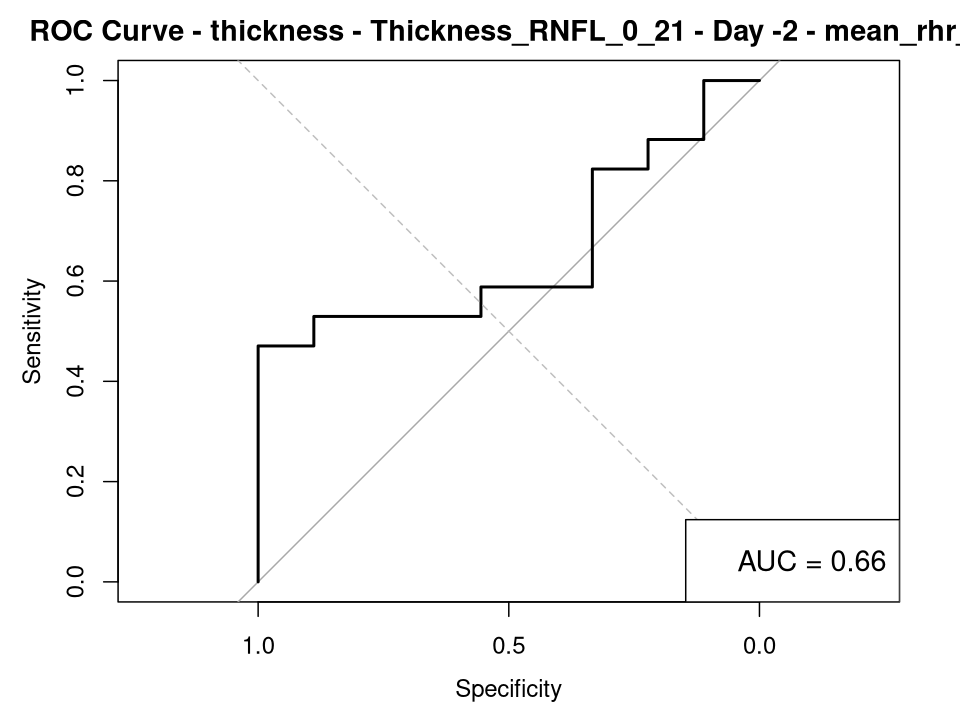 ROC Curve - thickness - Thickness_RNFL_0_21 - Day -2 - mean_rhr_
Sensitivity
1.0
0.8
0.6
0.4
0.2
0.0
AUC = 0.66
1.0 0.5 0.0
Specificity